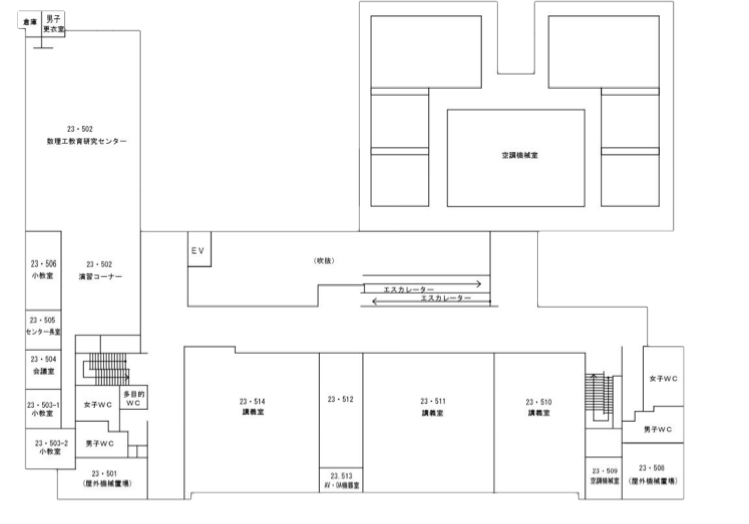 倉庫
男子
更衣室
23・502
数理工教育研究センター
空調機械室
EV
(吹抜)
23・506
小教室
23・502
演習コーナー
エスカレーター
エスカレーター
23・505
センター長室
23・504
会議室
女子WC
多目的
WC
23・503-1
小教室
23・514
講義室
23・512
23・511
講義室
23・510
講義室
女子WC
男子WC
23・503-2
小教室
男子WC
23・501
(屋外機械置場)
23.513
AV・OA機器室
23・509
空調機械室
23・508
(屋外機械置場)